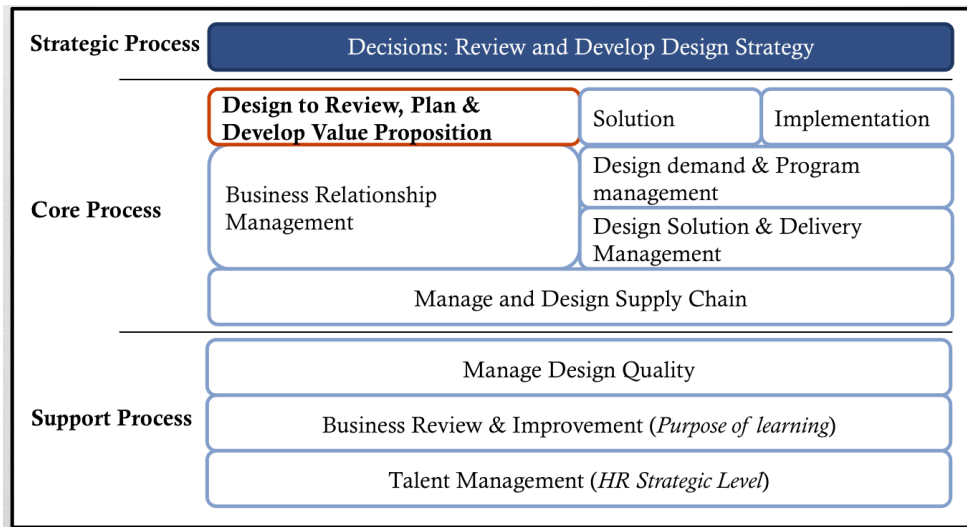 Strategic Process
Decisions: Review and Develop Design Strategy
Core Process
Design to Review, Plan &
Develop Value Proposition
Solution
Implementation
Business Relationship
Management
Design demand & Program
management
Design Solution & Delivery
Management
Manage and Design Supply Chain
Support Process
Manage Design Quality
Business Review & Improvement (Purpose of learning)
Talent Management (HR Strategic Level)